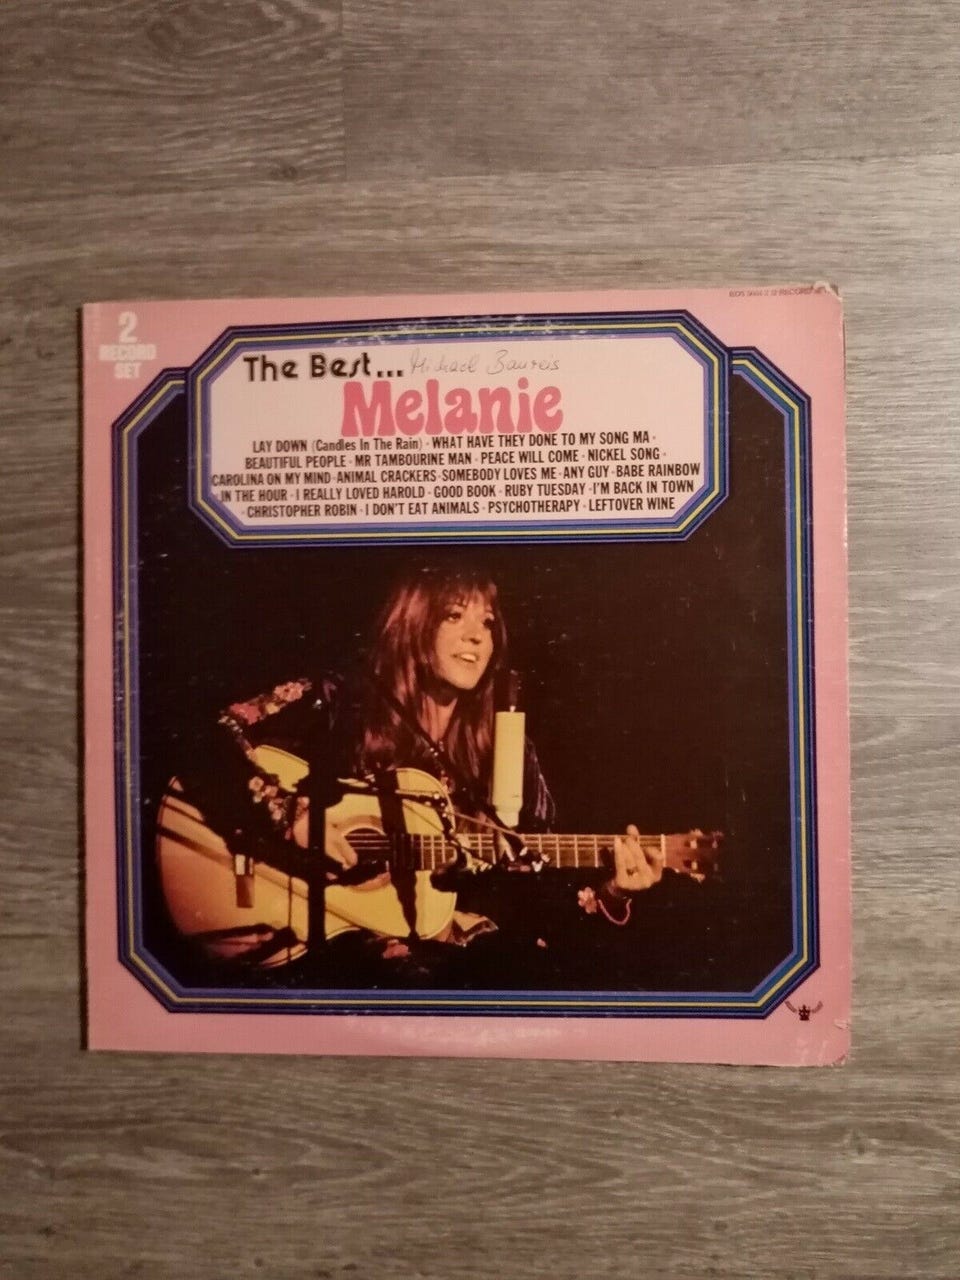 2
RECORD
SET
The Best... Michael
Melanie
LAY DOWN (Candles In The Rain) · WHAT HAVE THEY DONE TO MY SONG MA ·
BEAUTIFUL PEOPLE · MR TAMBOURINE MAN · PEACE WILL COME · NICKEL SONG ·
CAROLINA ON MY MIND · ANIMAL CRACKERS · SOMEBODY LOVES ME · ANY GUY · BABE RAINBOW
IN THE HOUR · I REALLY LOVED HAROLD · GOOD BOOK · RUBY TUESDAY · I'M BACK IN TOWN
· CHRISTOPHER ROBIN · I DON'T EAT ANIMALS · PSYCHOTHERAPY · LEFTOVER WINE